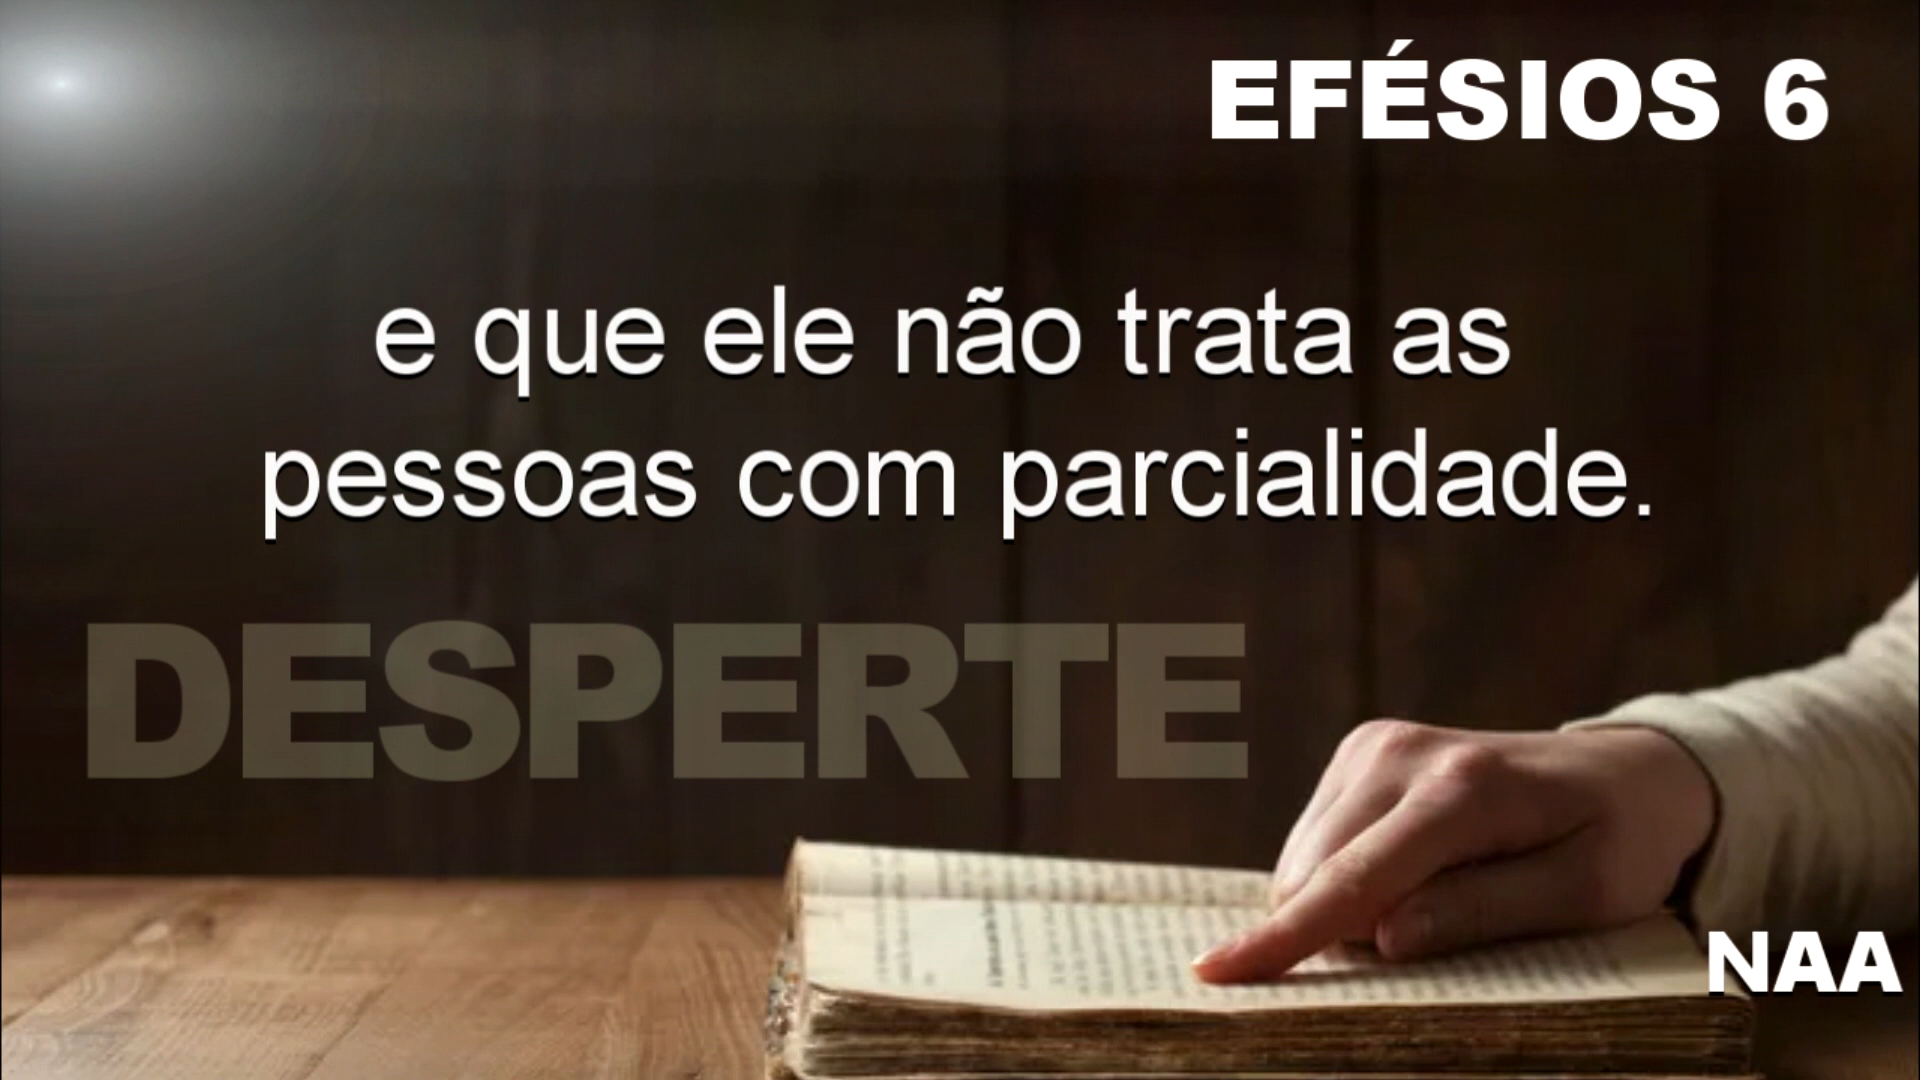 EFÉSIOS 6
e que ele não trata as
pessoas com parcialidade.
DESPERTE
NAA